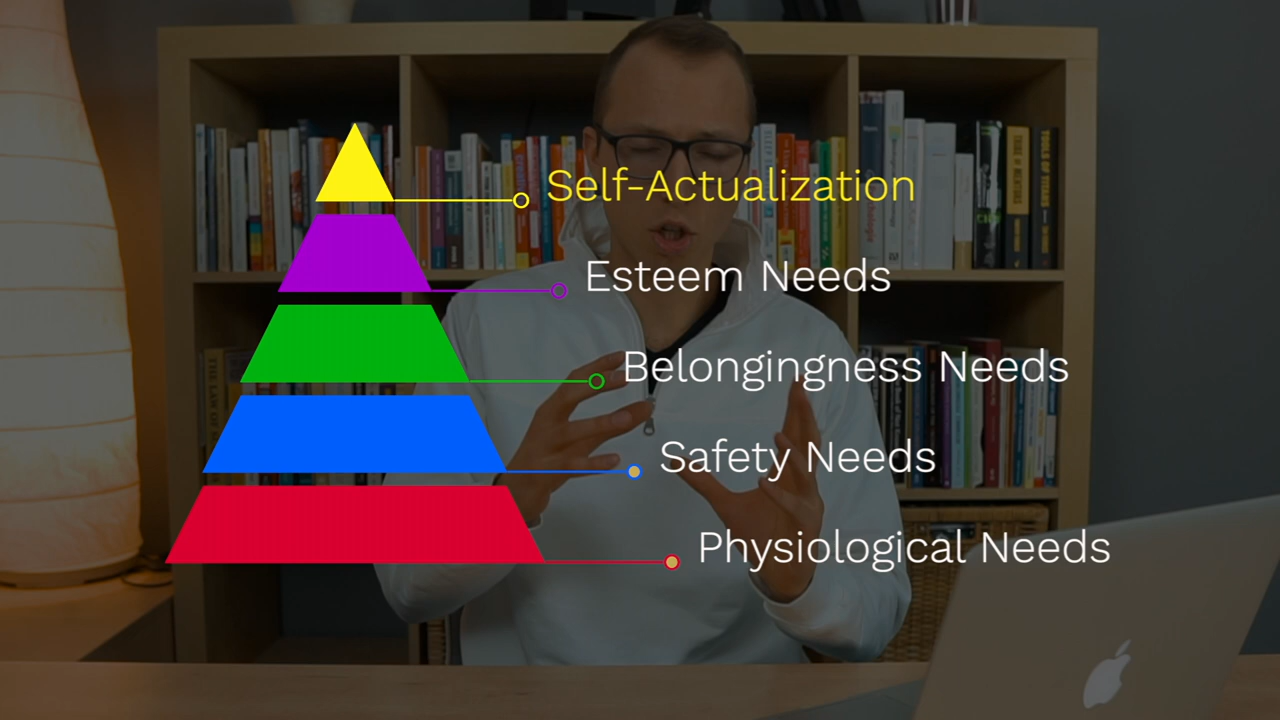 Self-Actualization
Esteem Needs
Belongingness Needs
Safety Needs
Physiological Needs